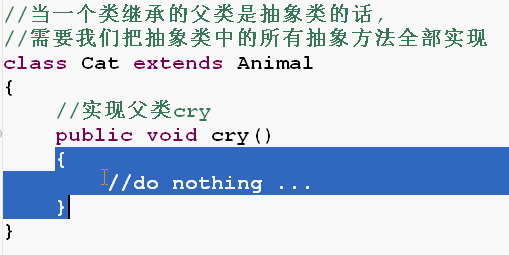 //当一个类继承的父类是抽象类的话，
//需要我们把抽象类中的所有抽象方法全部实现
class Cat extends Animal
{
//实现父类cry
public void cry()
{
//do nothing ...
}
}